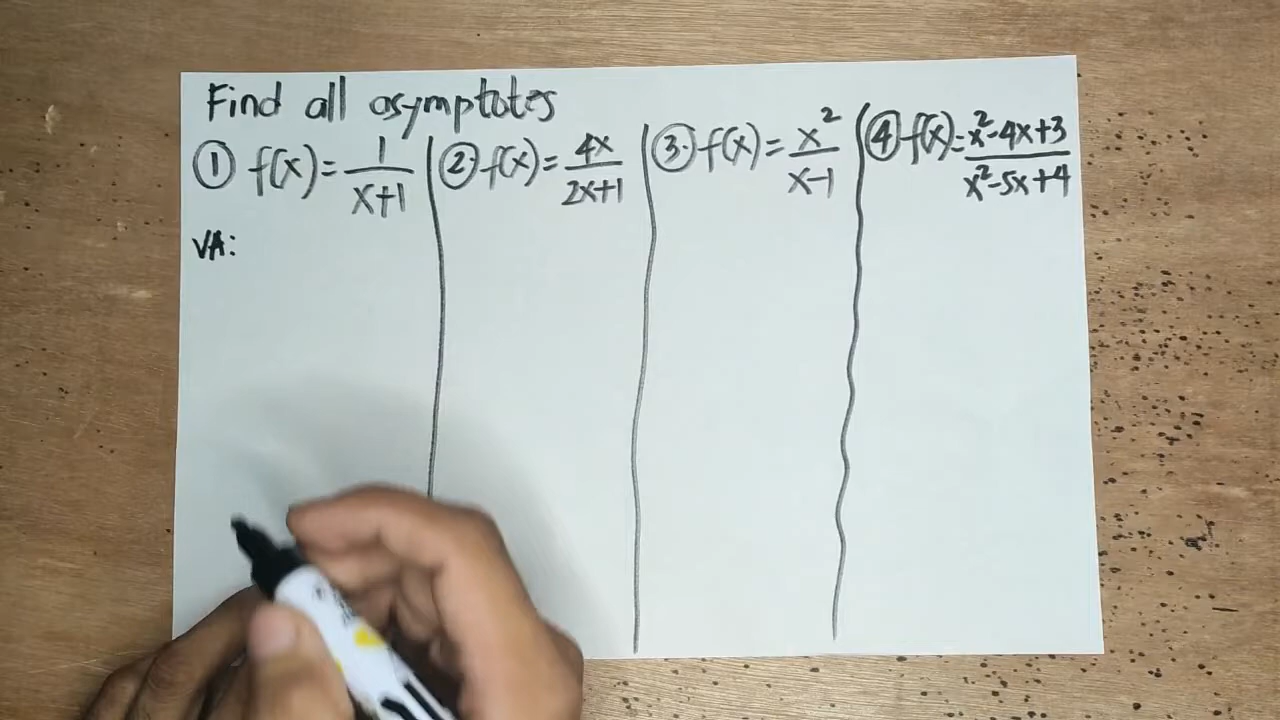 Find all asymptotes
① f(x) = 1/(x+1)
②. f(x) = 4x/(2x+1)
③. f(x) = x²/(x-1)
④ f(x) = (x²-4x+3)/(x²-5x+4)
VA: